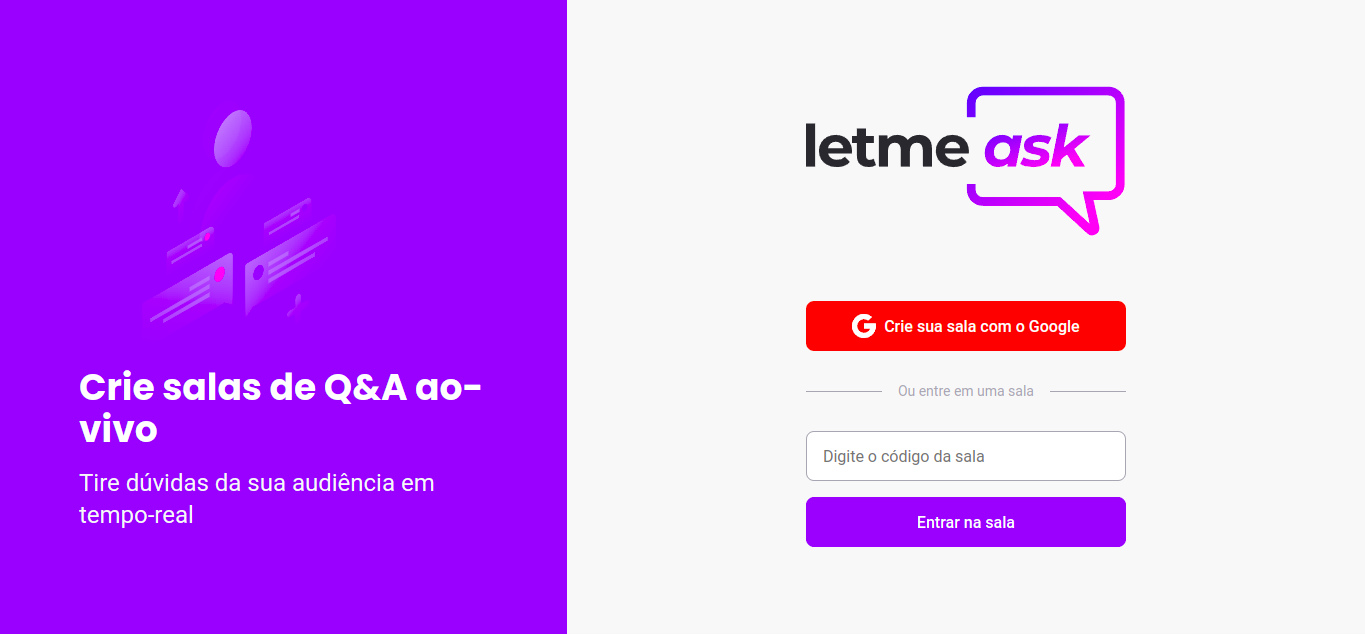 Crie salas de Q&A ao-
vivo
Tire dúvidas da sua audiência em
tempo-real
letme ask
Crie sua sala com o Google
Ou entre em uma sala
Digite o código da sala
Entrar na sala